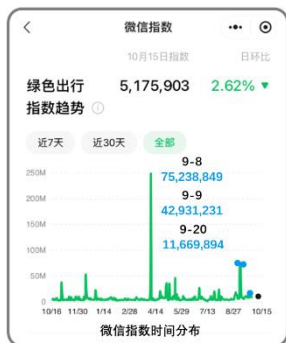 微信指数
10月15日指数 日环比
绿色出行 5,175,903 2.62%
指数趋势
近7天 近30天 全部
9-8
75,238,849
9-9
42,931,231
9-20
11,669,894
250M
200M
150M
100M
50M
0
10/16 11/30 1/14 2/28 4/14 5/29 7/13 8/27 10/15
微信指数时间分布